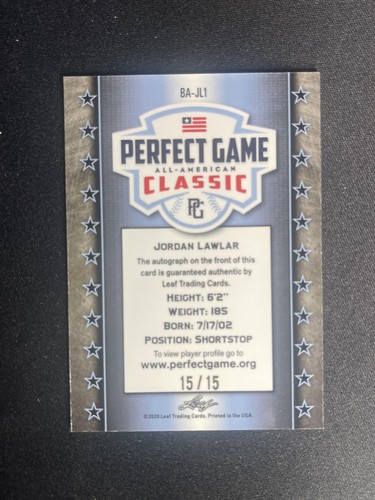 BA-JL1
PERFECT GAME
ALL-AMERICAN
CLASSIC
PG
JORDAN LAWLAR
The autograph on the front of this
card is guaranteed authentic by
Leaf Trading Cards.
HEIGHT: 6'2"
WEIGHT: 185
BORN: 7/17/02
POSITION: SHORTSTOP
To view player profile go to
www.perfectgame.org
15/15
Leaf
©2020 Leaf Trading Cards. Printed in the USA.